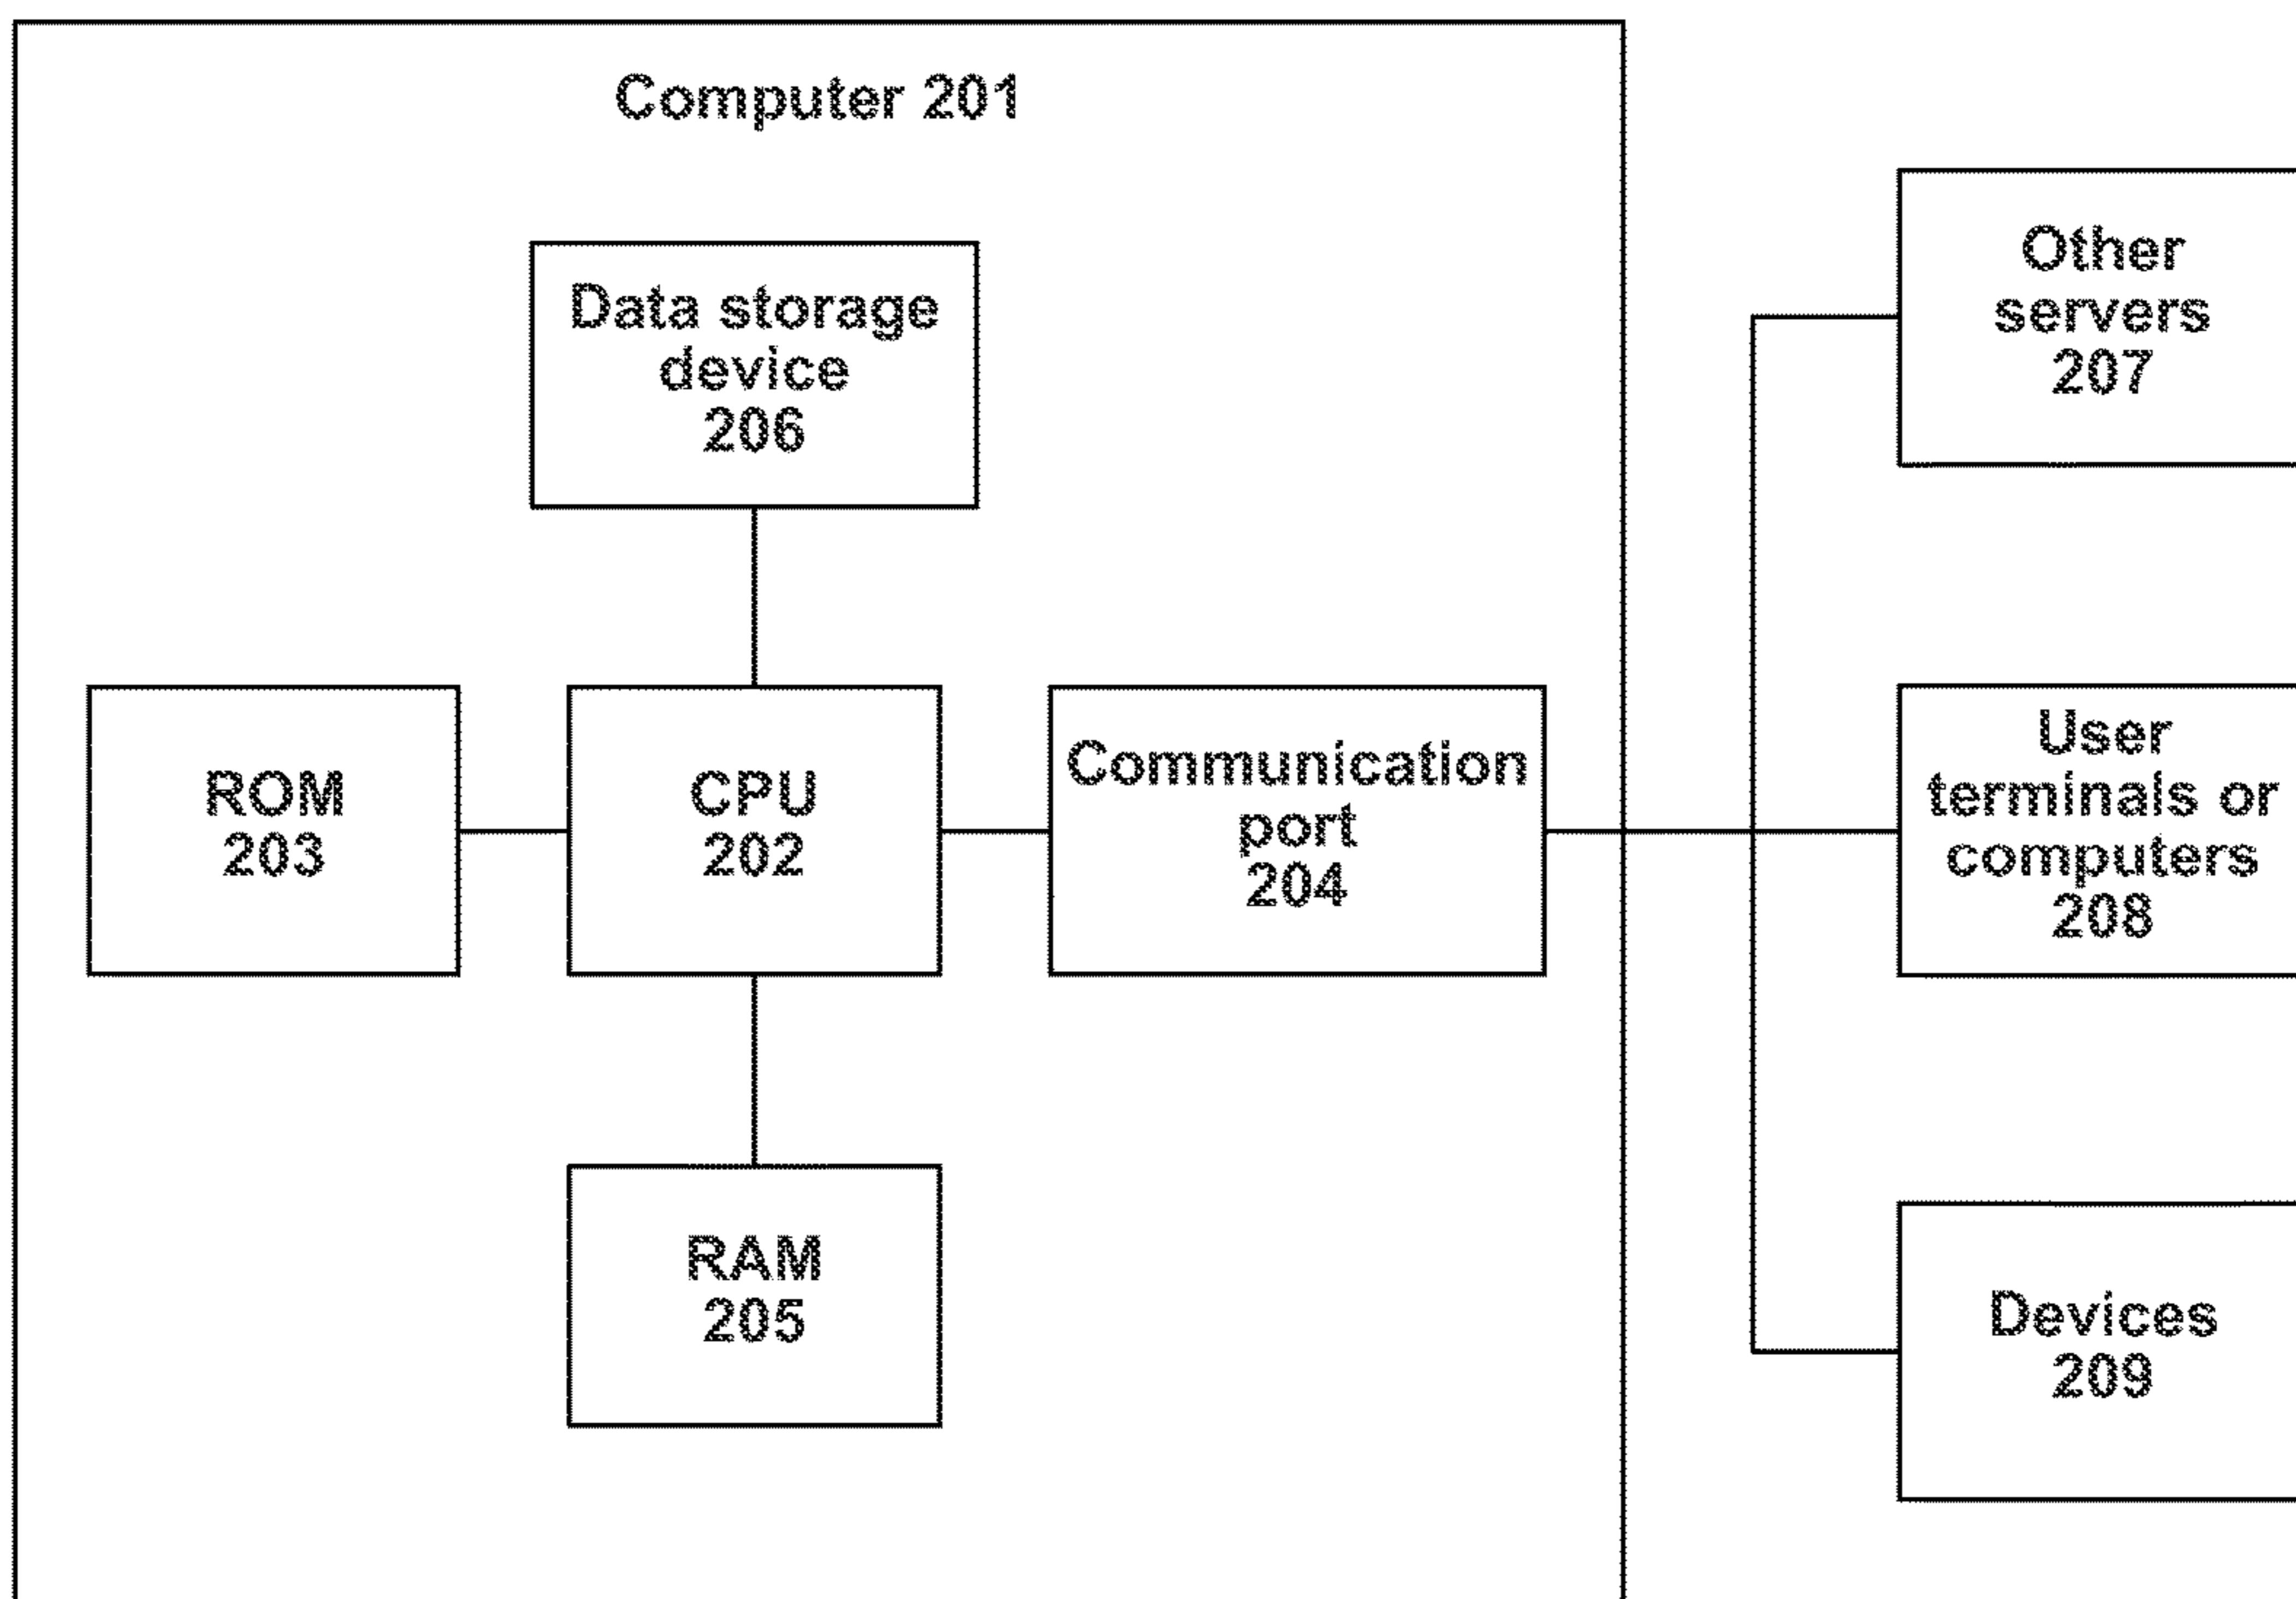 Computer 201
Data storage
device
206
ROM
203
CPU
202
Communication
port
204
RAM
205
Other
servers
207
User
terminals or
computers
208
Devices
209